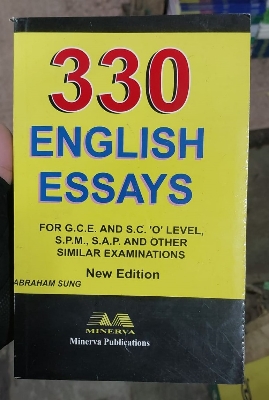 330
ENGLISH
ESSAYS
FOR G.C.E. AND S.C. 'O' LEVEL,
S.P.M., S.A.P. AND OTHER
SIMILAR EXAMINATIONS
New Edition
ABRAHAM SUNG
MINERVA
Minerva Publications